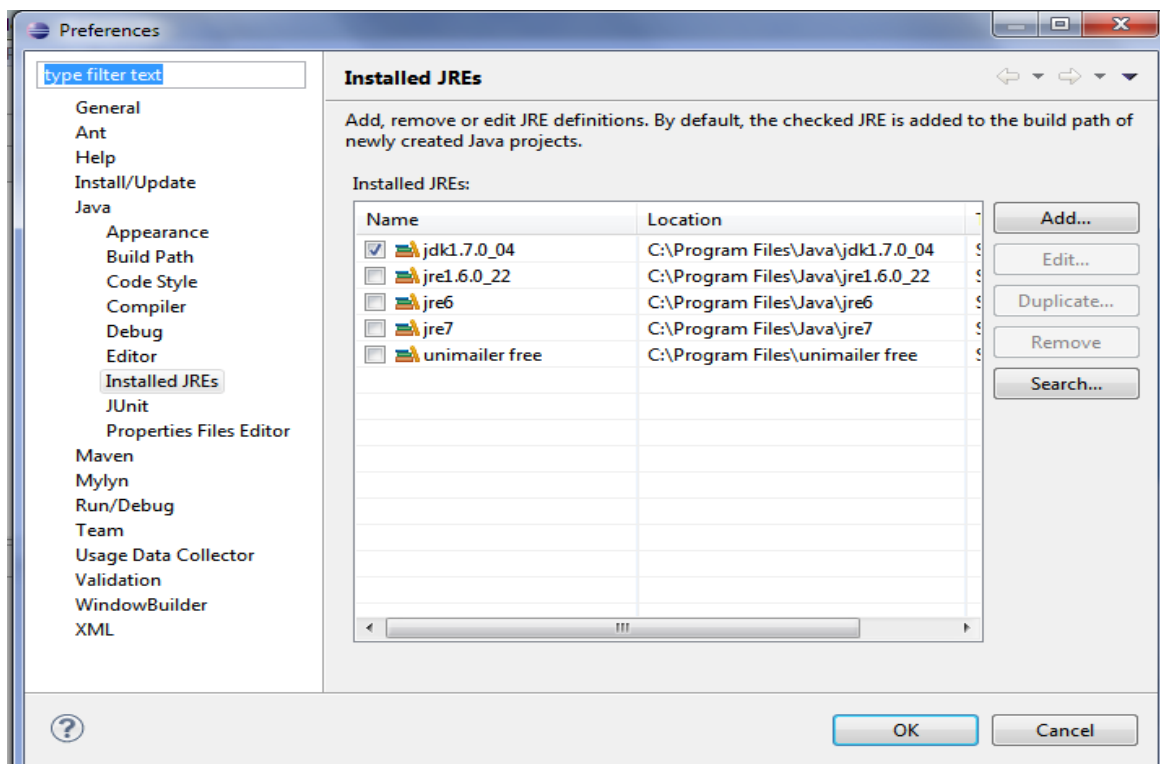 Preferences
type filter text
General
Ant
Help
Install/Update
Java
Appearance
Build Path
Code Style
Compiler
Debug
Editor
Installed JREs
JUnit
Properties Files Editor
Maven
Mylyn
Run/Debug
Team
Usage Data Collector
Validation
WindowBuilder
XML
Installed JREs
Add, remove or edit JRE definitions. By default, the checked JRE is added to the build path of
newly created Java projects.
Installed JREs:
Name Location
jdk1.7.0_04 C:\Program Files\Java\jdk1.7.0_04
jre1.6.0_22 C:\Program Files\Java\jre1.6.0_22
jre6 C:\Program Files\Java\jre6
jre7 C:\Program Files\Java\jre7
unimailer free C:\Program Files\unimailer free
Add...
Edit...
Duplicate...
Remove
Search...
OK Cancel